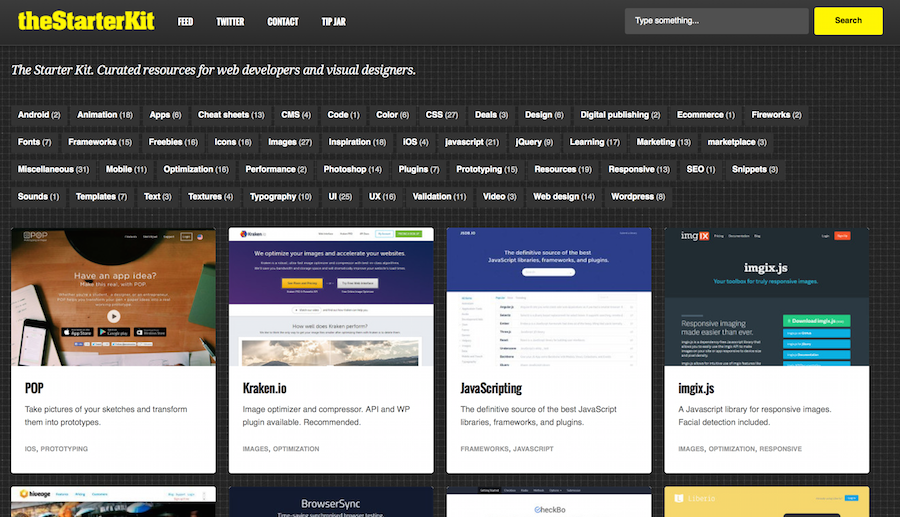 theStarterKit FEED TWITTER CONTACT TIP JAR Type something... Search
The Starter Kit. Curated resources for web developers and visual designers.
Android (2) Animation (18) Apps (6) Cheat sheets (13) CMS (4) Code (1) Color (6) CSS (27) Deals (3) Design (6) Digital publishing (2) Ecommerce (1) Fireworks (2)
Fonts (7) Frameworks (15) Freebies (16) Icons (16) Images (27) Inspiration (18) iOS (4) javascript (21) jQuery (9) Learning (17) Marketing (13) marketplace (3)
Miscellaneous (31) Mobile (11) Optimization (16) Performance (2) Photoshop (14) Plugins (7) Prototyping (15) Resources (19) Responsive (13) SEO (1) Snippets (3)
Sounds (1) Templates (7) Text (3) Textures (4) Typography (10) UI (25) UX (16) Validation (11) Video (3) Web design (14) Wordpress (8)
POP
Have an app idea?
Make this real, with POP
POP
Take pictures of your sketches and transform
them into prototypes.
IOS, PROTOTYPING
Kraken.io
We optimize your images and accelerate your websites.
How well does Kraken perform?
Kraken.io
Image optimizer and compressor. API and WP
plugin available. Recommended.
IMAGES, OPTIMIZATION
The definitive source of the best
JavaScript libraries, frameworks, and plugins.
JavaScripting
The definitive source of the best JavaScript
libraries, frameworks, and plugins.
FRAMEWORKS, JAVASCRIPT
imgIX Pricing Documentation Blog
imgix.js
Your toolbox for truly responsive images.
Responsive imaging
made easier than ever.
Download imgix.js
imgix.js
A Javascript library for responsive images.
Facial detection included.
IMAGES, OPTIMIZATION, RESPONSIVE
hiveage
BrowserSync
Time-saving synchronised browser testing.
CheckBo